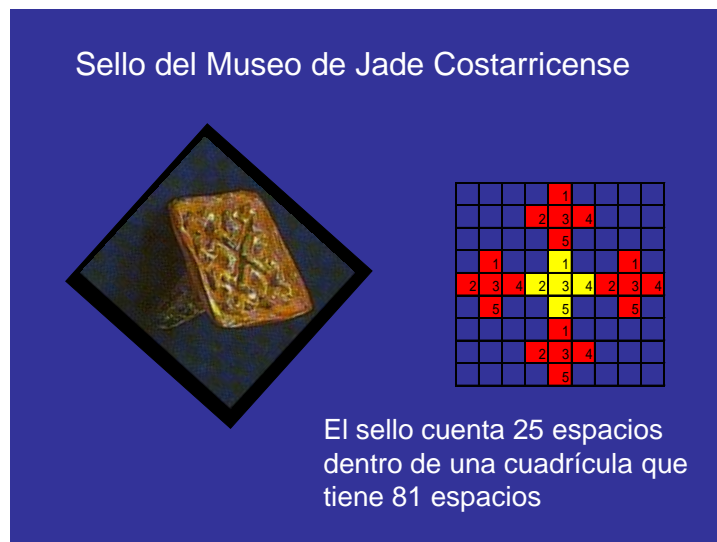 Sello del Museo de Jade Costarricense
1
2 3 4
5
1 1 1
2 3 4 2 3 4 2 3 4
5 5 5
1
2 3 4
5
El sello cuenta 25 espacios
dentro de una cuadrícula que
tiene 81 espacios